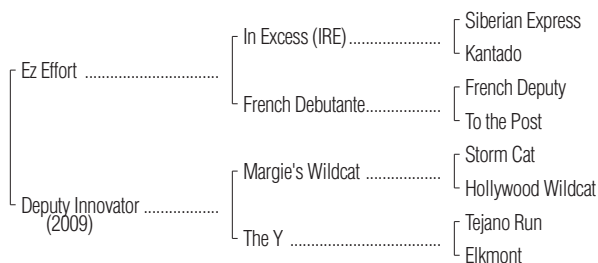 Siberian Express
In Excess (IRE)
Kantado
Ez Effort
French Deputy
French Debutante
To the Post
Storm Cat
Margie's Wildcat
Hollywood Wildcat
Deputy Innovator
(2009)
Tejano Run
The Y
Elkmont